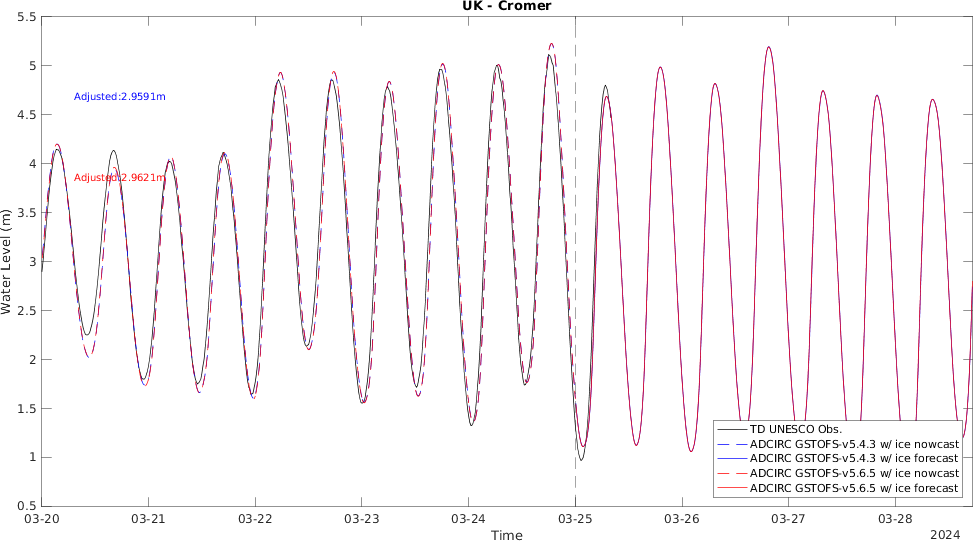 UK - Cromer
5.5
5
4.5
4
3.5
3
2.5
2
1.5
1
0.5
Water Level (m)
Adjusted:2.9591m
Adjusted:2.9621m
TD UNESCO Obs.
ADCIRC GSTOFS-v5.4.3 w/ ice nowcast
ADCIRC GSTOFS-v5.4.3 w/ ice forecast
ADCIRC GSTOFS-v5.6.5 w/ ice nowcast
ADCIRC GSTOFS-v5.6.5 w/ ice forecast
03-20 03-21 03-22 03-23 03-24 03-25 03-26 03-27 03-28
Time
2024